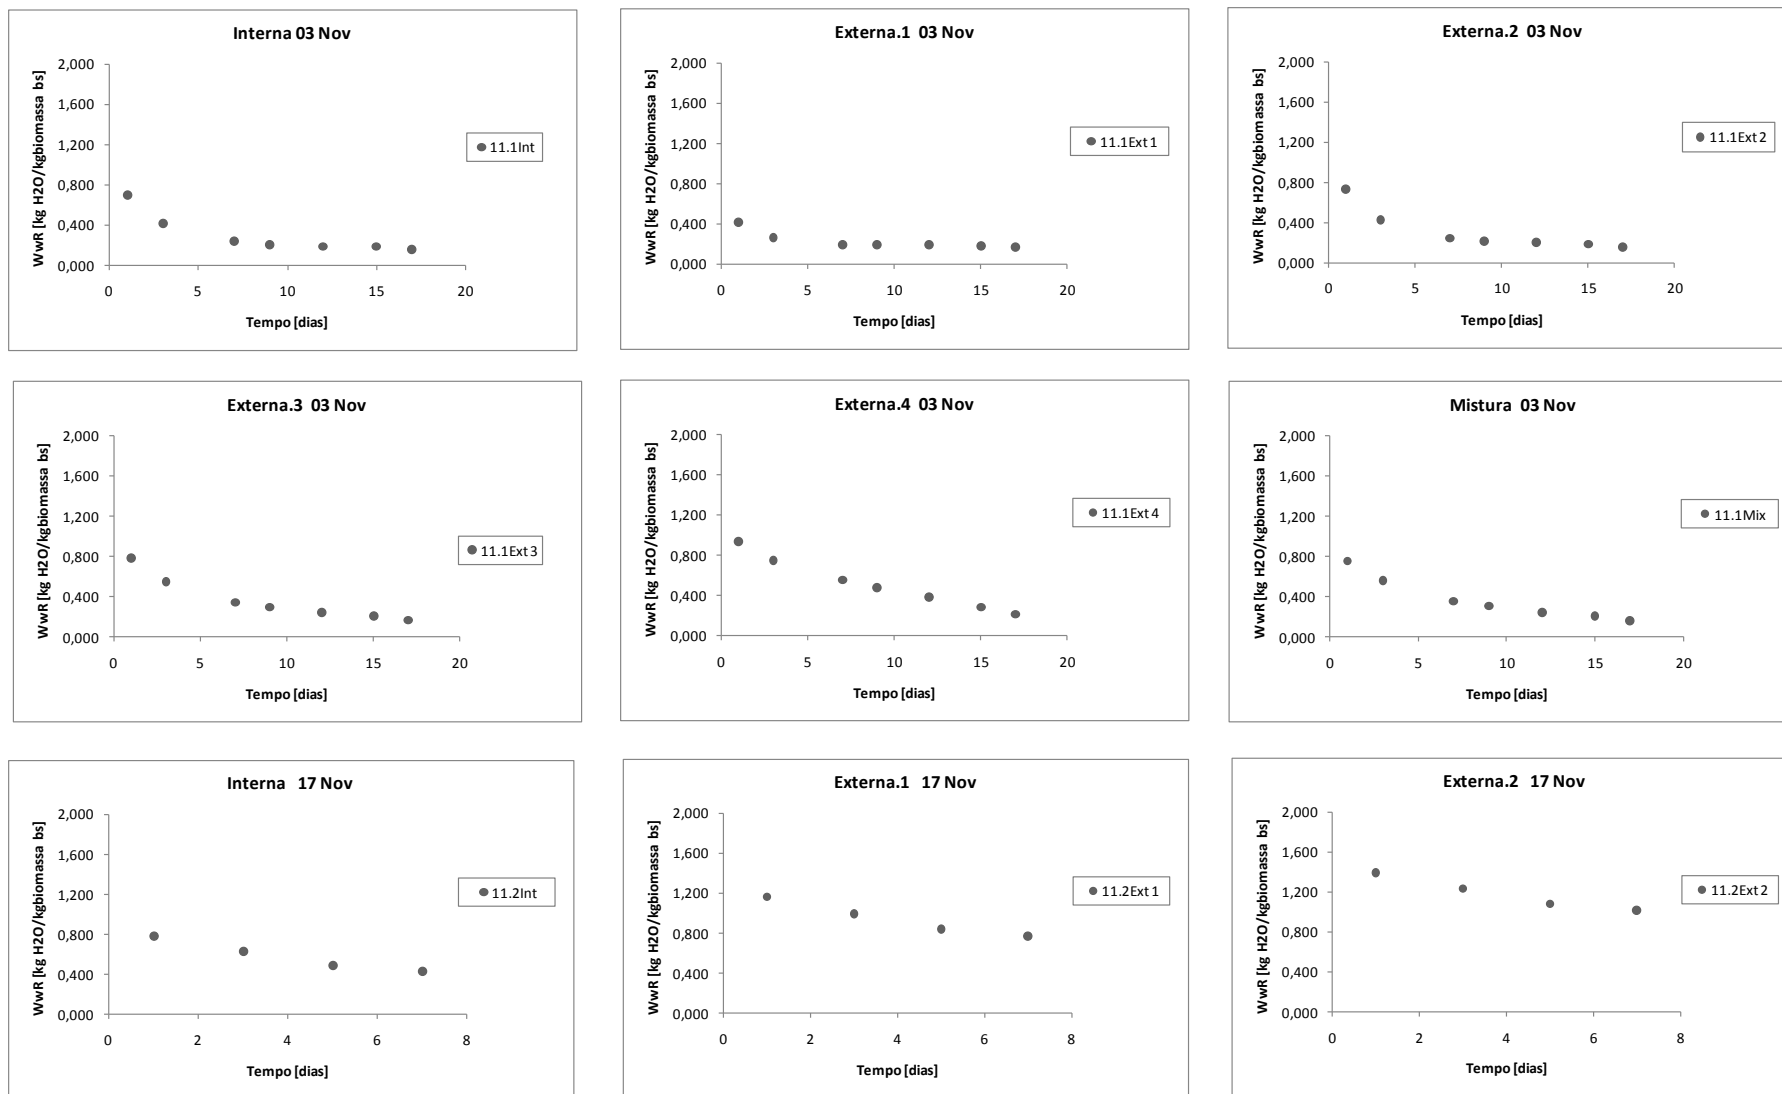 Interna 03 Nov
WwR [kg H2O/kgbiomassa bs]
2,000
1,600
1,200
0,800
0,400
0,000
0 5 10 15 20
Tempo [dias]
11.1Int
Externa.1 03 Nov
WwR [kg H2O/kgbiomassa bs]
2,000
1,600
1,200
0,800
0,400
0,000
0 5 10 15 20
Tempo [dias]
11.1Ext1
Externa.2 03 Nov
WwR [kg H2O/kgbiomassa bs]
2,000
1,600
1,200
0,800
0,400
0,000
0 5 10 15 20
Tempo [dias]
11.1Ext2
Externa.3 03 Nov
WwR [kg H2O/kgbiomassa bs]
2,000
1,600
1,200
0,800
0,400
0,000
0 5 10 15 20
Tempo [dias]
11.1Ext3
Externa.4 03 Nov
WwR [kg H2O/kgbiomassa bs]
2,000
1,600
1,200
0,800
0,400
0,000
0 5 10 15 20
Tempo [dias]
11.1Ext4
Mistura 03 Nov
WwR [kg H2O/kgbiomassa bs]
2,000
1,600
1,200
0,800
0,400
0,000
0 5 10 15 20
Tempo [dias]
11.1Mix
Interna 17 Nov
WwR [kg H2O/kgbiomassa bs]
2,000
1,600
1,200
0,800
0,400
0,000
0 2 4 6 8
Tempo [dias]
11.2Int
Externa.1 17 Nov
WwR [kg H2O/kgbiomassa bs]
2,000
1,600
1,200
0,800
0,400
0,000
0 2 4 6 8
Tempo [dias]
11.2Ext1
Externa.2 17 Nov
WwR [kg H2O/kgbiomassa bs]
2,000
1,600
1,200
0,800
0,400
0,000
0 2 4 6 8
Tempo [dias]
11.2Ext2